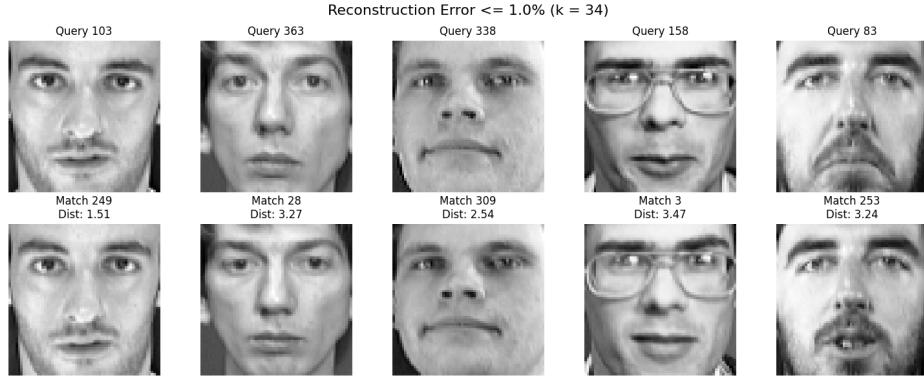 Reconstruction Error <= 1.0% (k = 34)
Query 103
Query 363
Query 338
Query 158
Query 83
Match 249
Dist: 1.51
Match 28
Dist: 3.27
Match 309
Dist: 2.54
Match 3
Dist: 3.47
Match 253
Dist: 3.24